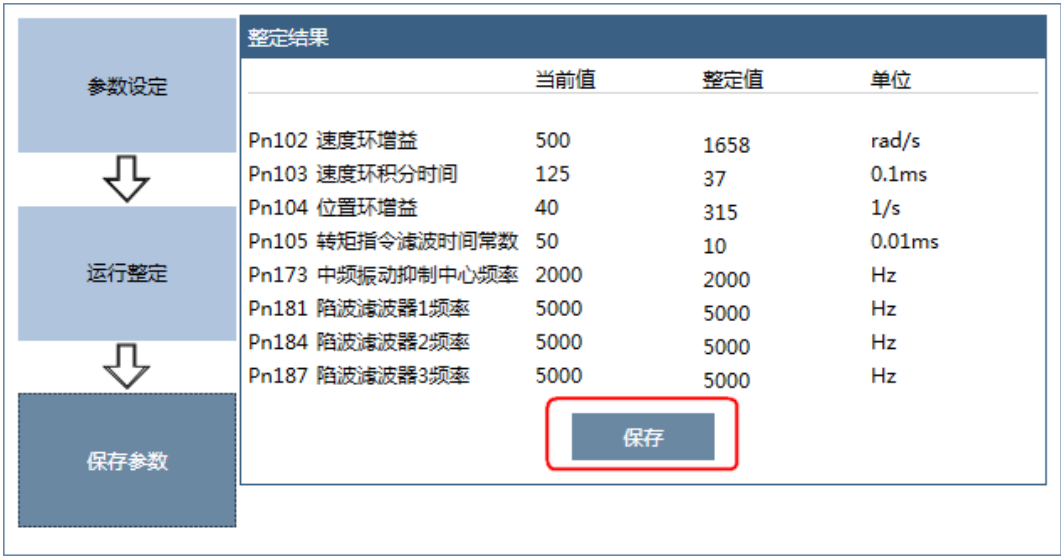 参数设定
运行整定
保存参数
整定结果
当前值 整定值 单位
Pn102 速度环增益 500 1658 rad/s
Pn103 速度环积分时间 125 37 0.1ms
Pn104 位置环增益 40 315 1/s
Pn105 转矩指令滤波时间常数 50 10 0.01ms
Pn173 中频振动抑制中心频率 2000 2000 Hz
Pn181 陷波滤波器1频率 5000 5000 Hz
Pn184 陷波滤波器2频率 5000 5000 Hz
Pn187 陷波滤波器3频率 5000 5000 Hz
保存